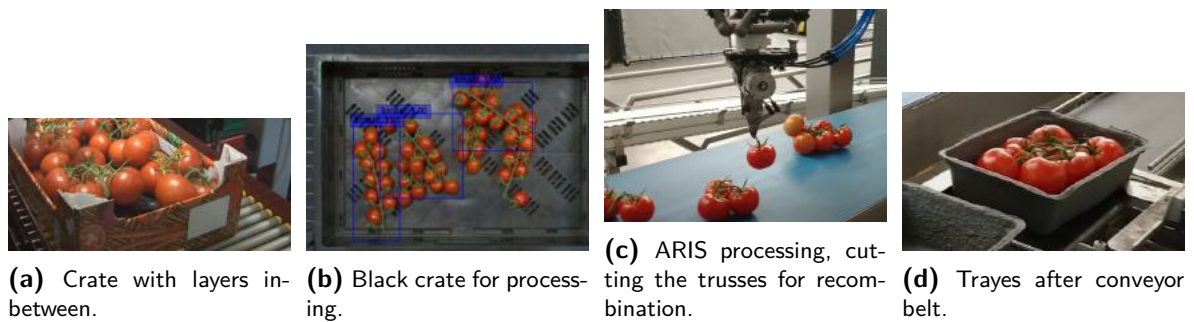 (a) Crate with layers in-
between.
(b) Black crate for process-
ing.
(c) ARIS processing, cut-
ting the trusses for recom-
bination.
(d) Trayes after conveyor
belt.